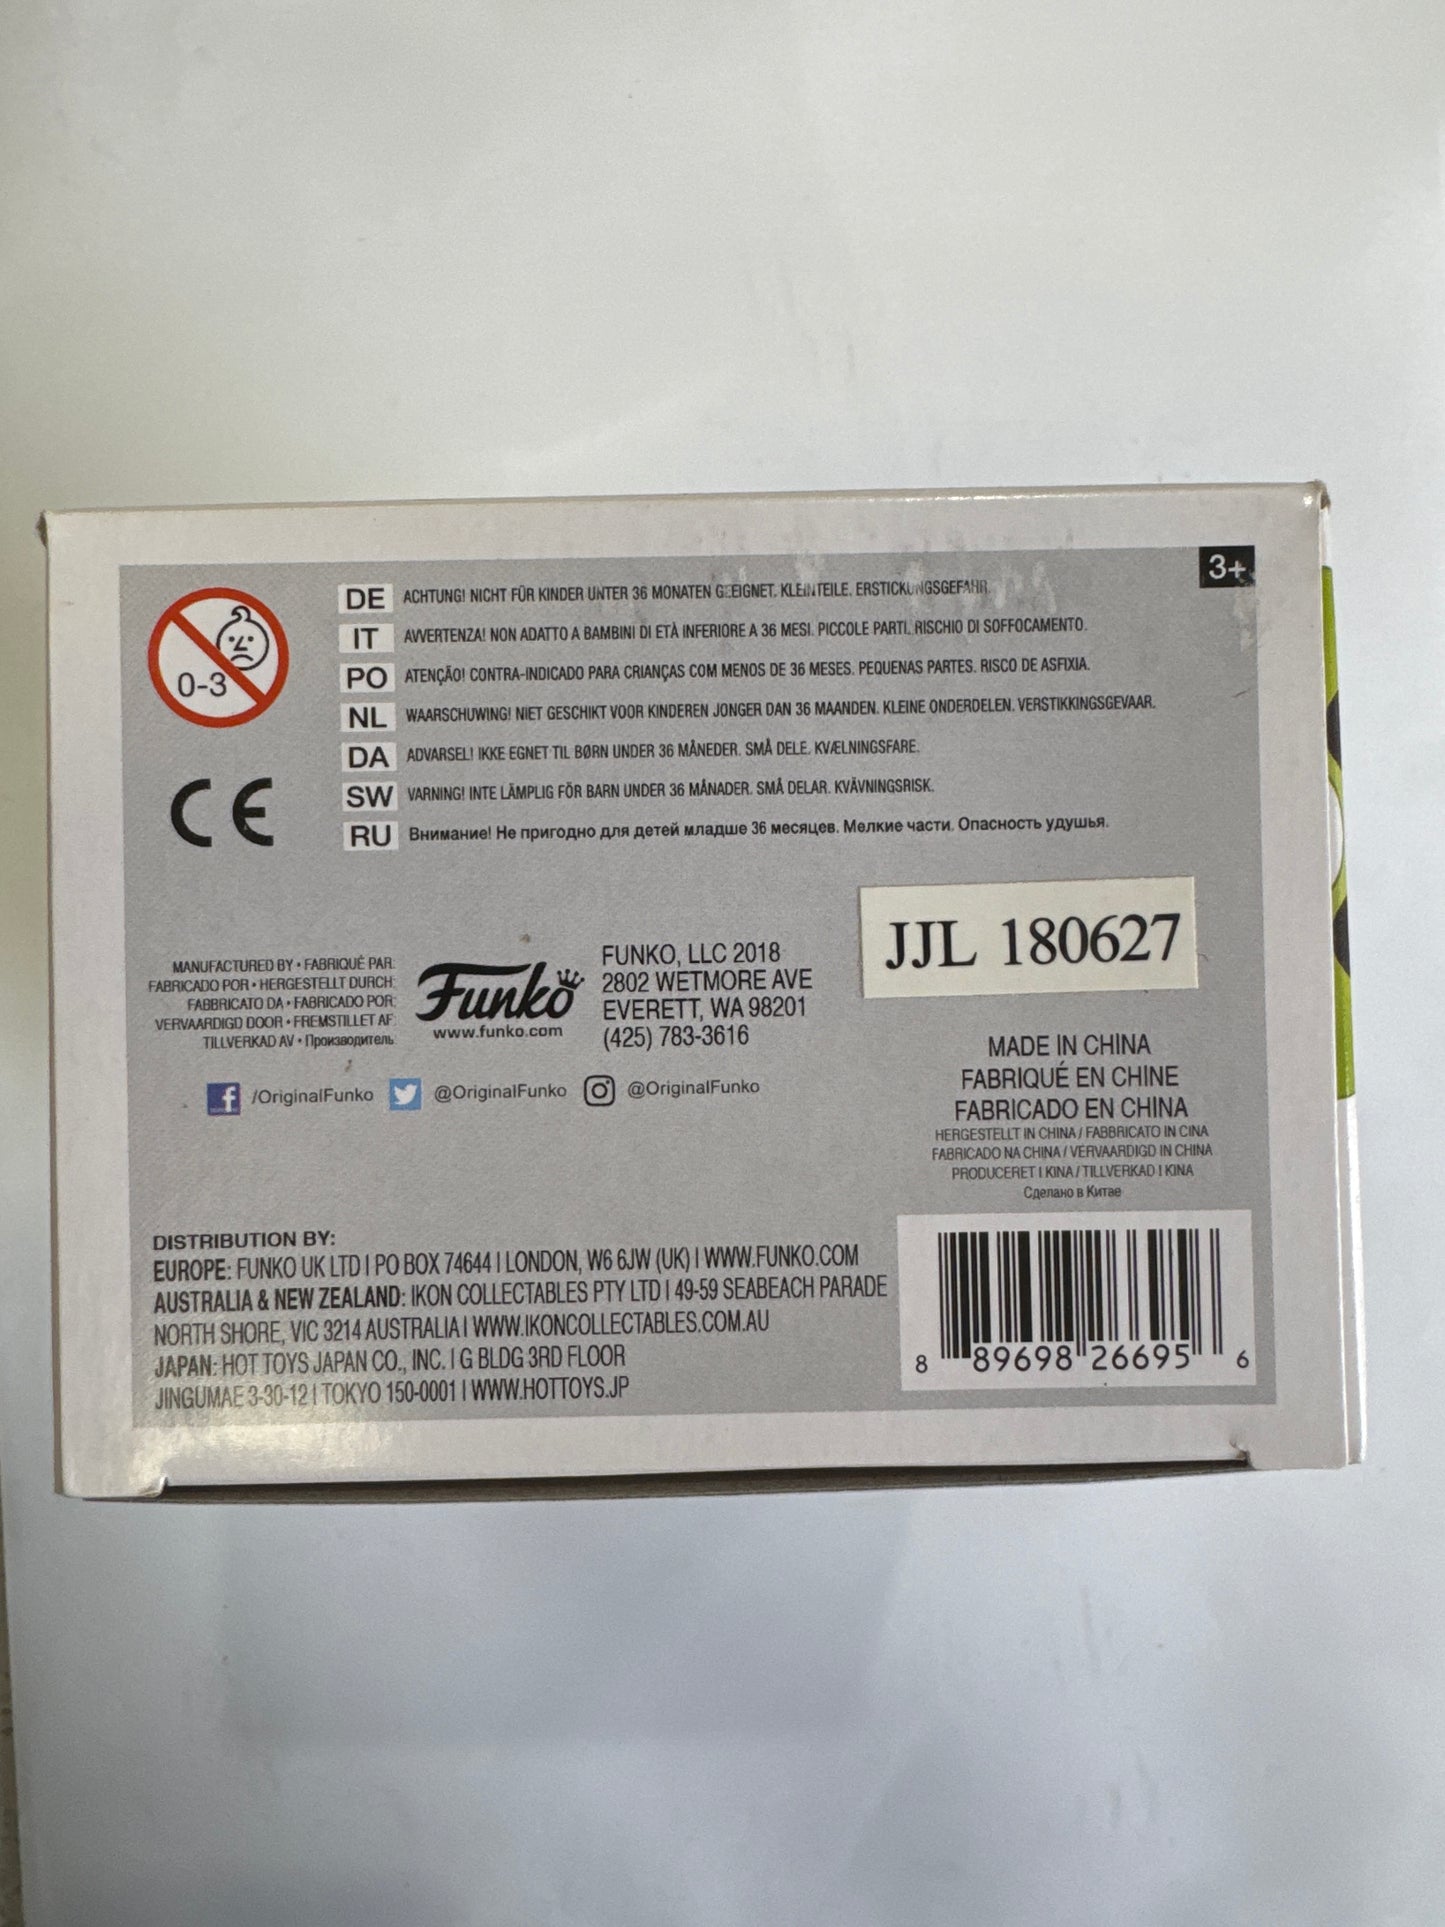 3+
0-3
DE ACHTUNG! NICHT FÜR KINDER UNTER 36 MONATEN GEEIGNET. KLEINTEILE. ERSTICKUNGSGEFAHR.
IT AVVERTENZA! NON ADATTO A BAMBINI DI ETÀ INFERIORE A 36 MESI. PICCOLE PARTI. RISCHIO DI SOFFOCAMENTO.
PO ATENÇÃO! CONTRA-INDICADO PARA CRIANÇAS COM MENOS DE 36 MESES. PEQUENAS PARTES. RISCO DE ASFIXIA.
NL WAARSCHUWING! NIET GESCHIKT VOOR KINDEREN JONGER DAN 36 MAANDEN. KLEINE ONDERDELEN. VERSTIKKINGSGEVAAR.
DA ADVARSEL! IKKE EGNET TIL BØRN UNDER 36 MÅNEDER. SMÅ DELE. KVÆLNINGSFARE.
SW VARNING! INTE LÄMPLIG FÖR BARN UNDER 36 MÅNADER. SMÅ DELAR. KVÄVNINGSRISK.
RU Внимание! Не пригодно для детей младше 36 месяцев. Мелкие части. Опасность удушья.
CE
MANUFACTURED BY • FABRIQUÉ PAR:
FABRICADO POR • HERGESTELLT DURCH:
FABBRICATO DA • FABRICADO POR:
VERVAARDIGD DOOR • FREMSTILLET AF:
TILLVERKAD AV • Производитель:
Funko
www.funko.com
FUNKO, LLC 2018
2802 WETMORE AVE
EVERETT, WA 98201
(425) 783-3616
JJL 180627
/OriginalFunko @OriginalFunko @OriginalFunko
MADE IN CHINA
FABRIQUÉ EN CHINE
FABRICADO EN CHINA
HERGESTELLT IN CHINA / FABBRICATO IN CINA
FABRICADO NA CHINA / VERVAARDIGD IN CHINA
PRODUCERET I KINA / TILLVERKAD I KINA
Сделано в Китае
DISTRIBUTION BY:
EUROPE: FUNKO UK LTD | PO BOX 74644 | LONDON, W6 6JW (UK) | WWW.FUNKO.COM
AUSTRALIA & NEW ZEALAND: IKON COLLECTABLES PTY LTD | 49-59 SEABEACH PARADE
NORTH SHORE, VIC 3214 AUSTRALIA | WWW.IKONCOLLECTABLES.COM.AU
JAPAN: HOT TOYS JAPAN CO., INC. | G BLDG 3RD FLOOR
JINGUMAE 3-30-12 | TOKYO 150-0001 | WWW.HOTTOYS.JP
8 89698 26695 6